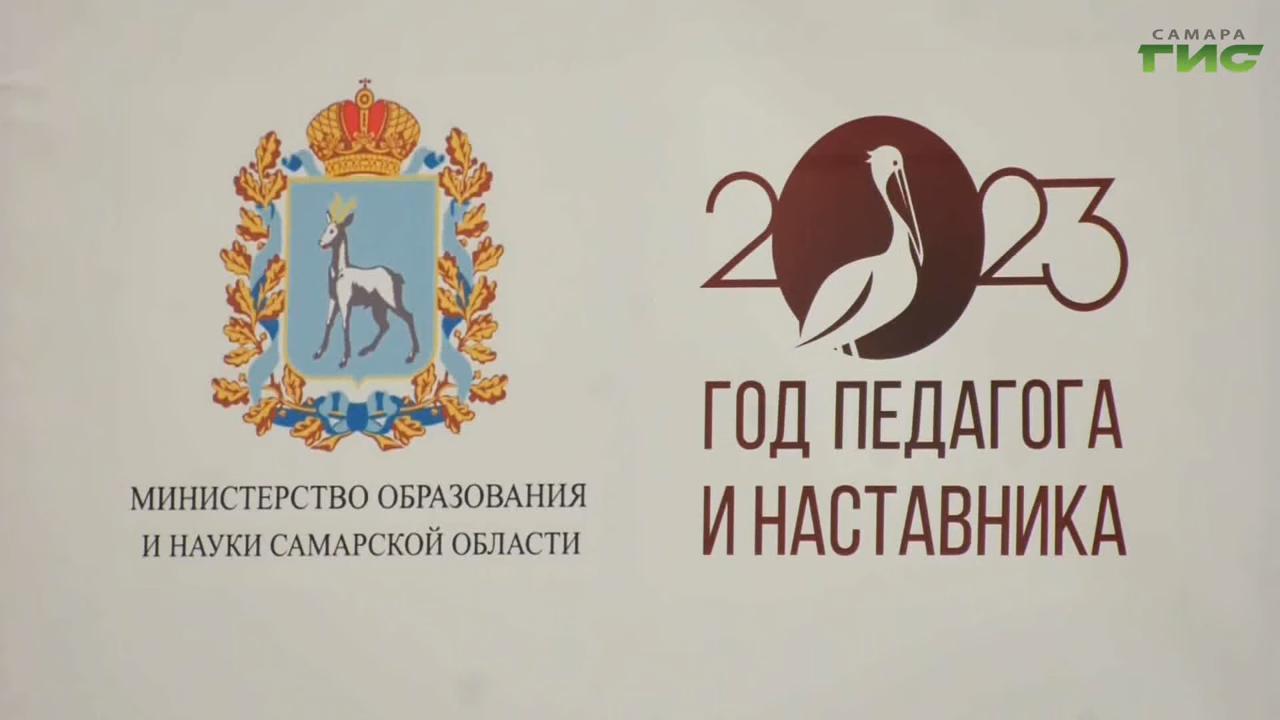 САМАРА
ГИС
2023
МИНИСТЕРСТВО ОБРАЗОВАНИЯ
И НАУКИ САМАРСКОЙ ОБЛАСТИ
ГОД ПЕДАГОГА
И НАСТАВНИКА